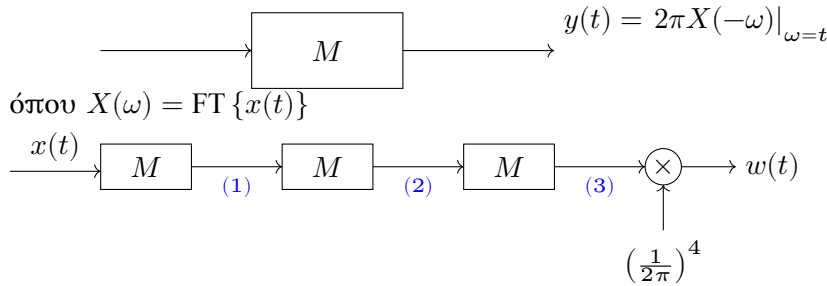 M
y(t) = 2πX(−ω)|_{ω=t}
όπου X(ω) = FT {x(t)}
x(t) M (1) M (2) M (3) × w(t)
(1/2π)^4